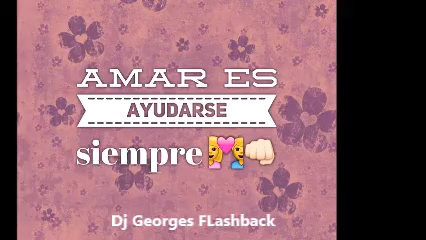 AMAR ES
AYUDARSE
siempre 👩‍❤️‍👩👊🏻
Dj Georges FLashback